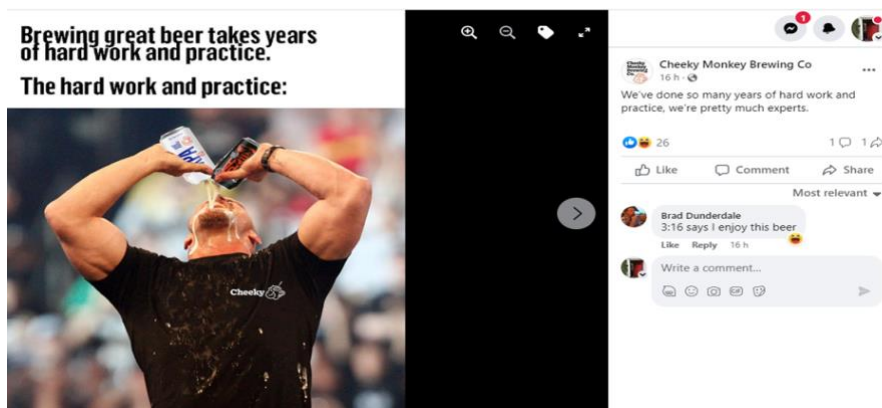 Brewing great beer takes years
of hard work and practice.
The hard work and practice:
Cheeky
1
Cheeky Monkey Brewing Co
16 h
We've done so many years of hard work and
practice, we're pretty much experts.
26
1
1
Like
Comment
Share
Most relevant
Brad Dunderdale
3:16 says I enjoy this beer
Like Reply 16 h
Write a comment...
GIF